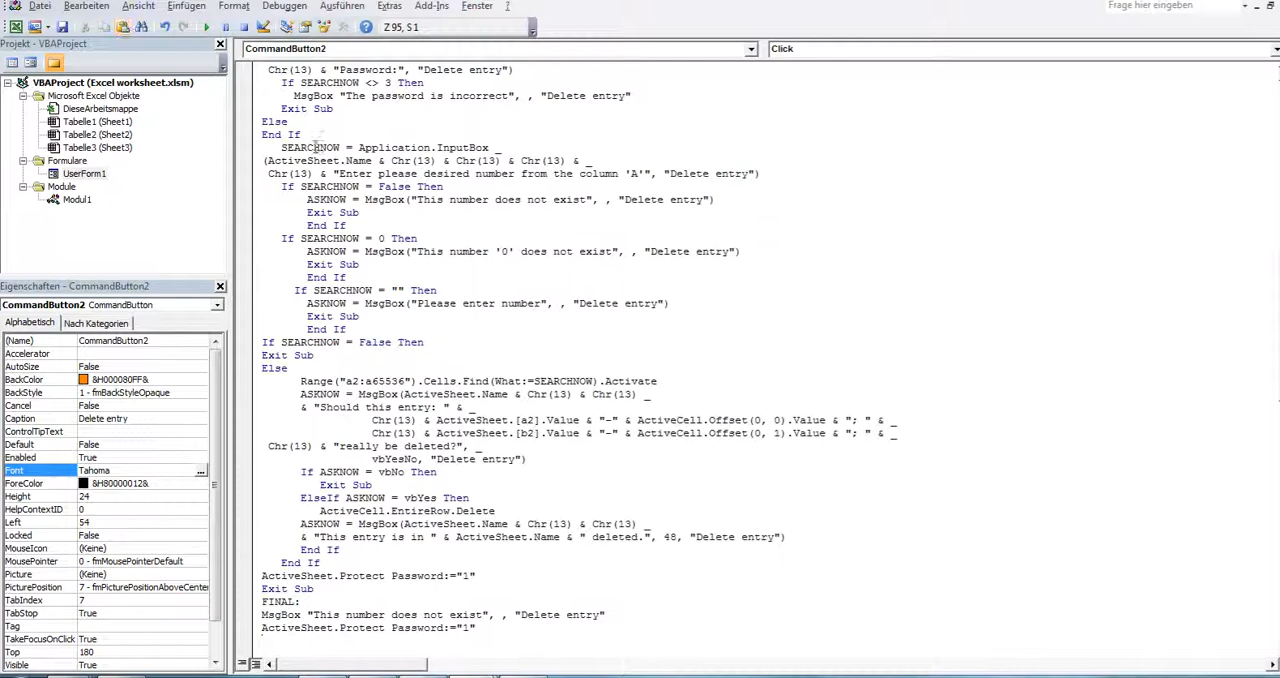 Datei Bearbeiten Ansicht Einfügen Format Debuggen Ausführen Extras Add-Ins Fenster ? Frage hier eingeben
Z 95, S1
Projekt - VBAProject
CommandButton2 Click
VBAProject (Excel worksheet.xlsm)
Microsoft Excel Objekte
DieseArbeitsmappe
Tabelle1 (Sheet1)
Tabelle2 (Sheet2)
Tabelle3 (Sheet3)
Formulare
UserForm1
Module
Modul1
Eigenschaften - CommandButton2
CommandButton2 CommandButton
Alphabetisch Nach Kategorien
(Name) CommandButton2
Accelerator
AutoSize False
BackColor &H000080FF&
BackStyle 1 - fmBackStyleOpaque
Cancel False
Caption Delete entry
ControlTipText
Default False
Enabled True
Font Tahoma ...
ForeColor &H80000012&
Height 24
HelpContextID 0
Left 54
Locked False
MouseIcon (Keine)
MousePointer 0 - fmMousePointerDefault
Picture (Keine)
PicturePosition 7 - fmPicturePositionAboveCenter
TabIndex 7
TabStop True
Tag
TakeFocusOnClick True
Top 180
Visible True
Chr(13) & "Password:", "Delete entry")
If SEARCHNOW <> 3 Then
MsgBox "The password is incorrect", , "Delete entry"
Exit Sub
Else
End If
SEARCHNOW = Application.InputBox _
(ActiveSheet.Name & Chr(13) & Chr(13) & Chr(13) & _
Chr(13) & "Enter please desired number from the column 'A'", "Delete entry")
If SEARCHNOW = False Then
ASKNOW = MsgBox("This number does not exist", , "Delete entry")
Exit Sub
End If
If SEARCHNOW = 0 Then
ASKNOW = MsgBox("This number '0' does not exist", , "Delete entry")
Exit Sub
End If
If SEARCHNOW = "" Then
ASKNOW = MsgBox("Please enter number", , "Delete entry")
Exit Sub
End If
If SEARCHNOW = False Then
Exit Sub
Else
Range("a2:a65536").Cells.Find(What:=SEARCHNOW).Activate
ASKNOW = MsgBox(ActiveSheet.Name & Chr(13) & Chr(13) _
& "Should this entry: " & _
Chr(13) & ActiveSheet.[a2].Value & "-" & ActiveCell.Offset(0, 0).Value & "; " & _
Chr(13) & ActiveSheet.[b2].Value & "-" & ActiveCell.Offset(0, 1).Value & "; " & _
Chr(13) & "really be deleted?", _
vbYesNo, "Delete entry")
If ASKNOW = vbNo Then
Exit Sub
ElseIf ASKNOW = vbYes Then
ActiveCell.EntireRow.Delete
ASKNOW = MsgBox(ActiveSheet.Name & Chr(13) & Chr(13) _
& "This entry is in " & ActiveSheet.Name & " deleted.", 48, "Delete entry")
End If
End If
ActiveSheet.Protect Password:="1"
Exit Sub
FINAL:
MsgBox "This number does not exist", , "Delete entry"
ActiveSheet.Protect Password:="1"